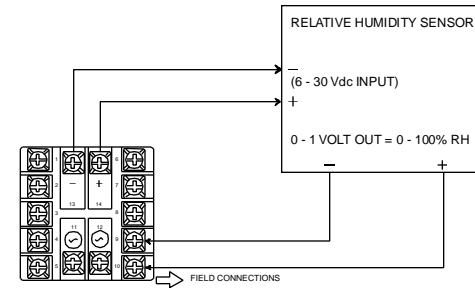 RELATIVE HUMIDITY SENSOR
−
(6 - 30 Vdc INPUT)
+
0 - 1 VOLT OUT = 0 - 100% RH
− +
1 6
2 − + 7
13 14
3 8
11 12
4 9
5 10
FIELD CONNECTIONS